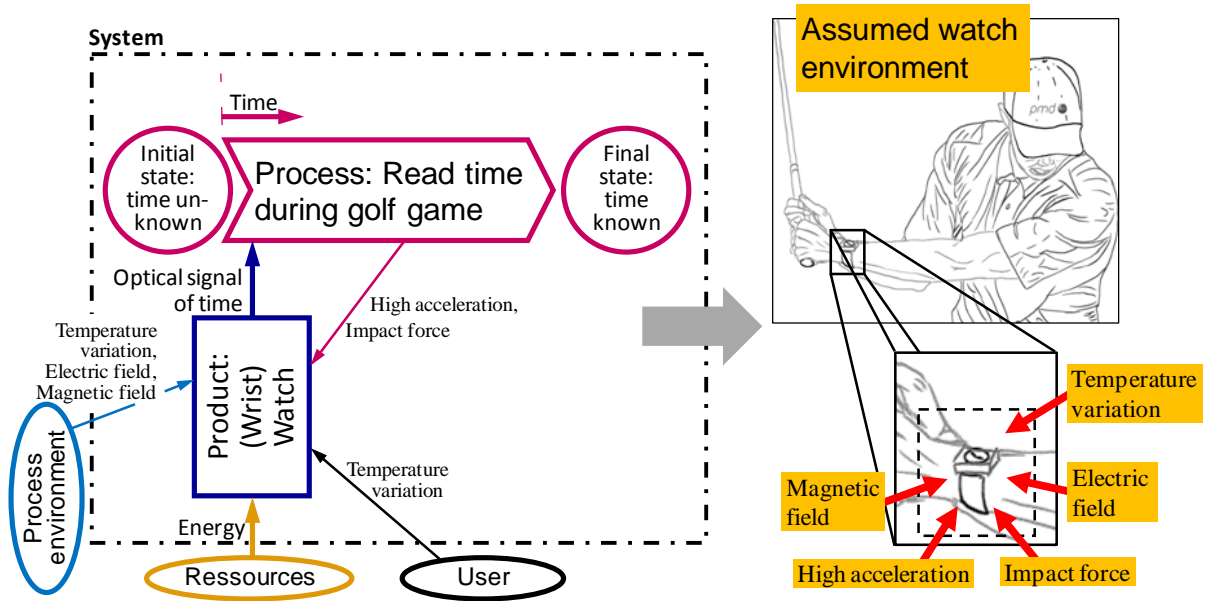 System
Time
Initial
state:
time un-
known
Process: Read time
during golf game
Final
state:
time
known
Optical signal
of time
High acceleration,
Impact force
Temperature
variation,
Electric field,
Magnetic field
Product:
(Wrist)
Watch
Process
environment
Temperature
variation
Energy
Ressources
User
Assumed watch
environment
pmd
Temperature
variation
Magnetic
field
Electric
field
High acceleration
Impact force